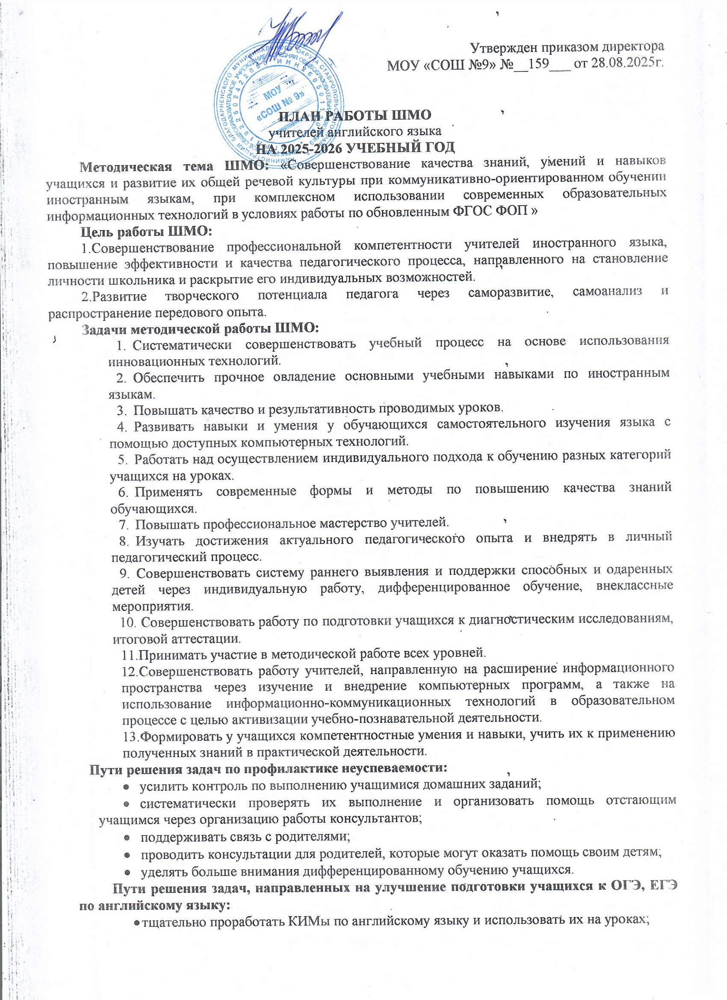 Утвержден приказом директора
МОУ «СОШ №9» №__159___ от 28.08.2025г.
МОУ
«СОШ № 9»
ПЛАН РАБОТЫ ШМО
учителей английского языка
НА 2025-2026 УЧЕБНЫЙ ГОД
Методическая тема ШМО: «Совершенствование качества знаний, умений и навыков
учащихся и развитие их общей речевой культуры при коммуникативно-ориентированном обучении
иностранным языкам, при комплексном использовании современных образовательных
информационных технологий в условиях работы по обновленным ФГОС ФОП »
Цель работы ШМО:
1.Совершенствование профессиональной компетентности учителей иностранного языка,
повышение эффективности и качества педагогического процесса, направленного на становление
личности школьника и раскрытие его индивидуальных возможностей.
2.Развитие творческого потенциала педагога через саморазвитие, самоанализ и
распространение передового опыта.
Задачи методической работы ШМО:
1. Систематически совершенствовать учебный процесс на основе использования
инновационных технологий.
2. Обеспечить прочное овладение основными учебными навыками по иностранным
языкам.
3. Повышать качество и результативность проводимых уроков.
4. Развивать навыки и умения у обучающихся самостоятельного изучения языка с
помощью доступных компьютерных технологий.
5. Работать над осуществлением индивидуального подхода к обучению разных категорий
учащихся на уроках.
6. Применять современные формы и методы по повышению качества знаний
обучающихся.
7. Повышать профессиональное мастерство учителей.
8. Изучать достижения актуального педагогического опыта и внедрять в личный
педагогический процесс.
9. Совершенствовать систему раннего выявления и поддержки способных и одаренных
детей через индивидуальную работу, дифференцированное обучение, внеклассные
мероприятия.
10. Совершенствовать работу по подготовки учащихся к диагностическим исследованиям,
итоговой аттестации.
11.Принимать участие в методической работе всех уровней.
12.Совершенствовать работу учителей, направленную на расширение информационного
пространства через изучение и внедрение компьютерных программ, а также на
использование информационно-коммуникационных технологий в образовательном
процессе с целью активизации учебно-познавательной деятельности.
13.Формировать у учащихся компетентностные умения и навыки, учить их к применению
полученных знаний в практической деятельности.
Пути решения задач по профилактике неуспеваемости:
• усилить контроль по выполнению учащимися домашних заданий;
• систематически проверять их выполнение и организовать помощь отстающим
учащимся через организацию работы консультантов;
• поддерживать связь с родителями;
• проводить консультации для родителей, которые могут оказать помощь своим детям;
• уделять больше внимания дифференцированному обучению учащихся.
Пути решения задач, направленных на улучшение подготовки учащихся к ОГЭ, ЕГЭ
по английскому языку:
•тщательно проработать КИМы по английскому языку и использовать их на уроках;